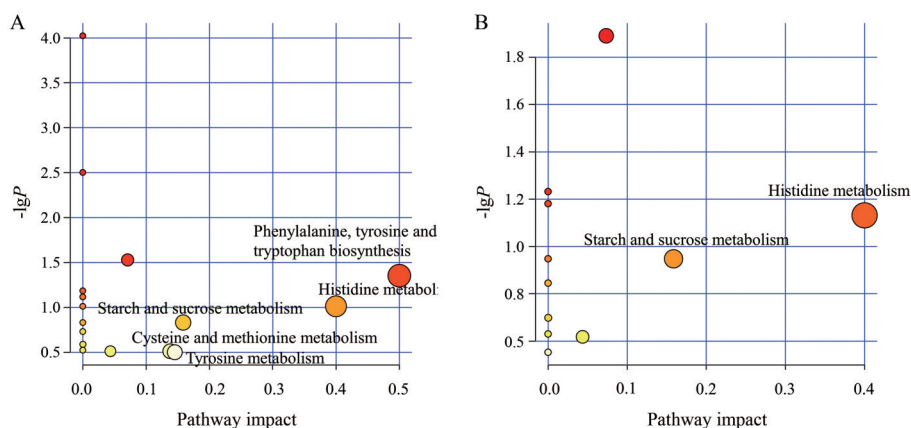 A
4.0
3.5
3.0
2.5
2.0
1.5
1.0
0.5
-lgP
Phenylalanine, tyrosine and
tryptophan biosynthesis
Histidine metabol
Starch and sucrose metabolism
Cysteine and methionine metabolism
Tyrosine metabolism
0.0 0.1 0.2 0.3 0.4 0.5
Pathway impact
B
1.8
1.6
1.4
1.2
1.0
0.8
0.5
-lgP
Histidine metabolism
Starch and sucrose metabolism
0.0 0.1 0.2 0.3 0.4
Pathway impact